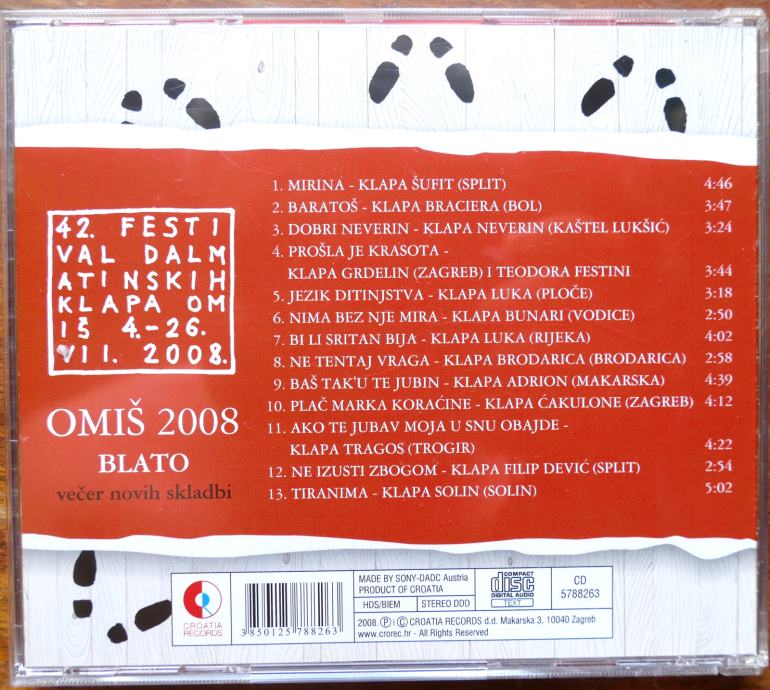 1. MIRINA - KLAPA ŠUFIT (SPLIT) 4:46
2. BARATOŠ - KLAPA BRACIERA (BOL) 3:47
3. DOBRI NEVERIN - KLAPA NEVERIN (KAŠTEL LUKŠIĆ) 3:24
4. PROŠLA JE KRASOTA -
KLAPA GRDELIN (ZAGREB) I TEODORA FESTINI 3:44
5. JEZIK DITINJSTVA - KLAPA LUKA (PLOČE) 3:18
6. NIMA BEZ NJE MIRA - KLAPA BUNARI (VODICE) 2:50
7. BI LI SRITAN BIJA - KLAPA LUKA (RIJEKA) 4:02
8. NE TENTAJ VRAGA - KLAPA BRODARICA (BRODARICA) 2:58
9. BAŠ TAK'U TE JUBIN - KLAPA ADRION (MAKARSKA) 4:39
10. PLAČ MARKA KORAĆINE - KLAPA ĆAKULONE (ZAGREB) 4:12
11. AKO TE JUBAV MOJA U SNU OBAJDE -
KLAPA TRAGOS (TROGIR) 4:22
12. NE IZUSTI ZBOGOM - KLAPA FILIP DEVIĆ (SPLIT) 2:54
13. TIRANIMA - KLAPA SOLIN (SOLIN) 5:02
42. FESTI
VAL DALM
ATINSKIH
KLAPA OM
IŠ 4.-26.
VII. 2008.
OMIŠ 2008
BLATO
večer novih skladbi
CROATIA
RECORDS
3 850125 788263
MADE BY SONY-DADC Austria
PRODUCT OF CROATIA
HDS/BIEM STEREO DDD
COMPACT
disc
DIGITAL AUDIO
TEXT
CD
5788263
2008. Ⓟ i Ⓒ CROATIA RECORDS d.d. Makarska 3, 10040 Zagreb
www.crorec.hr - All Rights Reserved